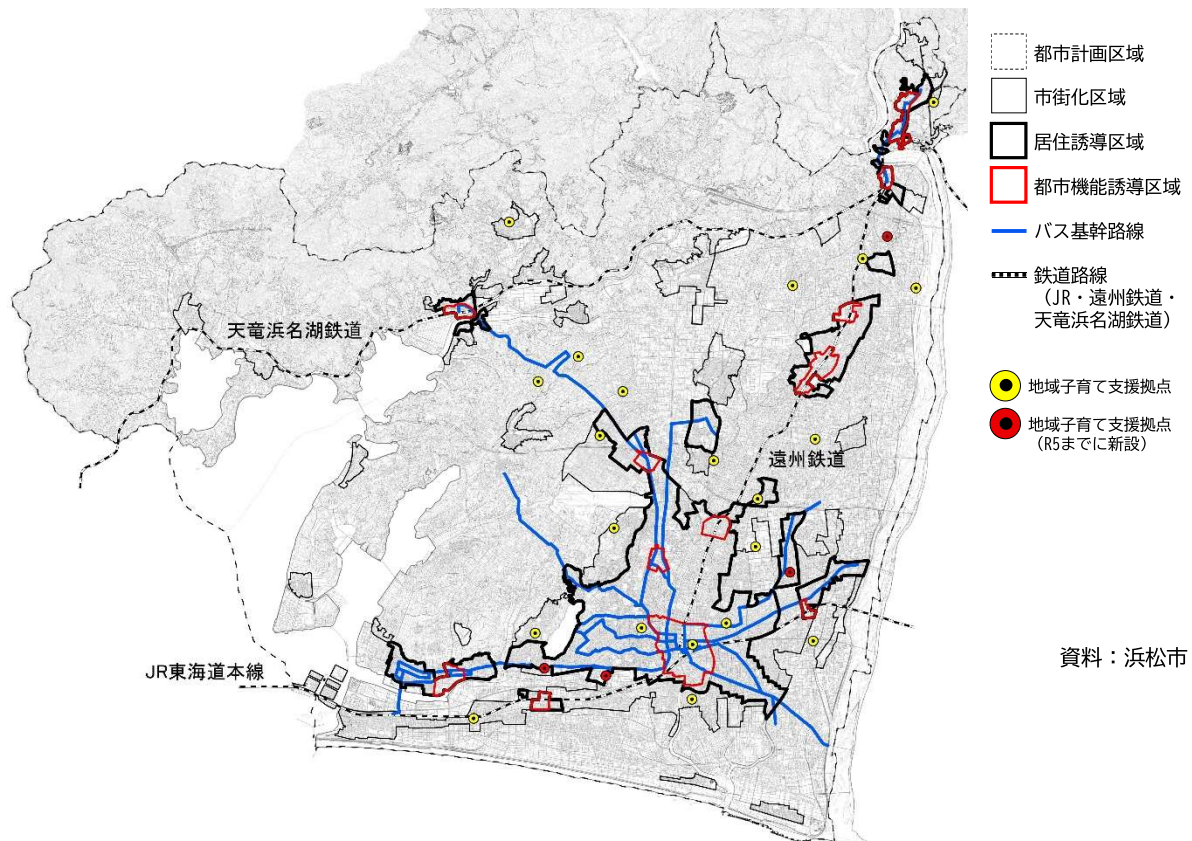 都市計画区域
市街化区域
居住誘導区域
都市機能誘導区域
バス基幹路線
鉄道路線
（JR・遠州鉄道・
天竜浜名湖鉄道）
地域子育て支援拠点
地域子育て支援拠点
（R5までに新設）
天竜浜名湖鉄道
遠州鉄道
JR東海道本線
資料：浜松市